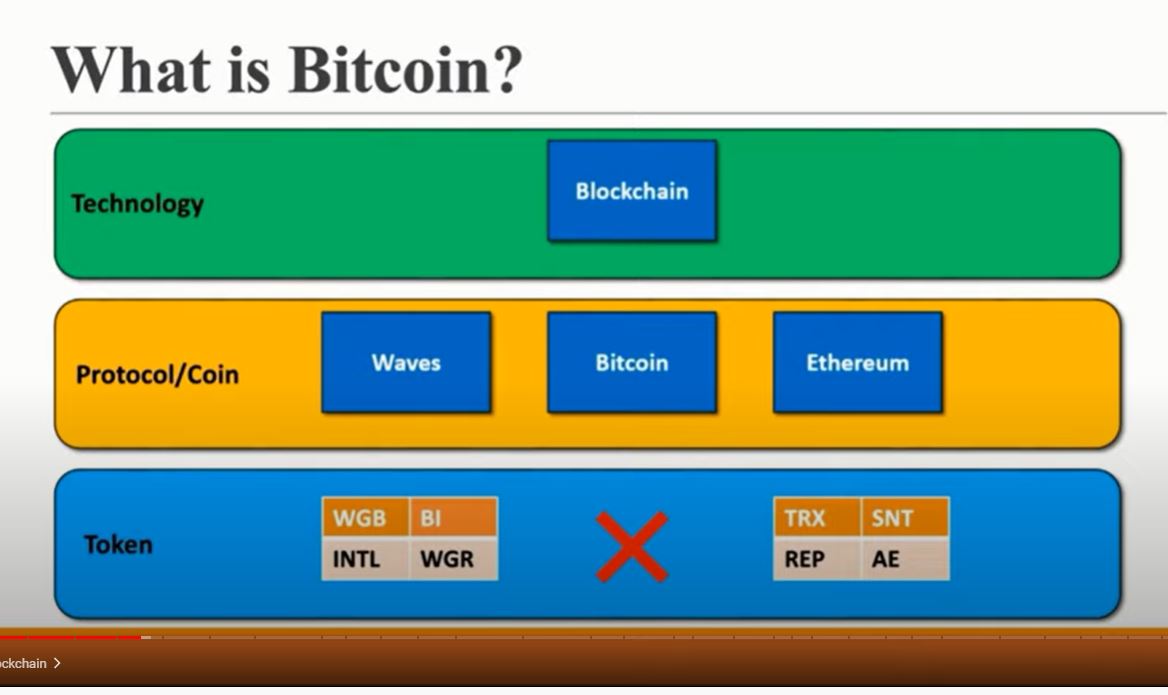 What is Bitcoin?
Technology
Blockchain
Protocol/Coin
Waves
Bitcoin
Ethereum
Token
WGB BI
INTL WGR
TRX SNT
REP AE